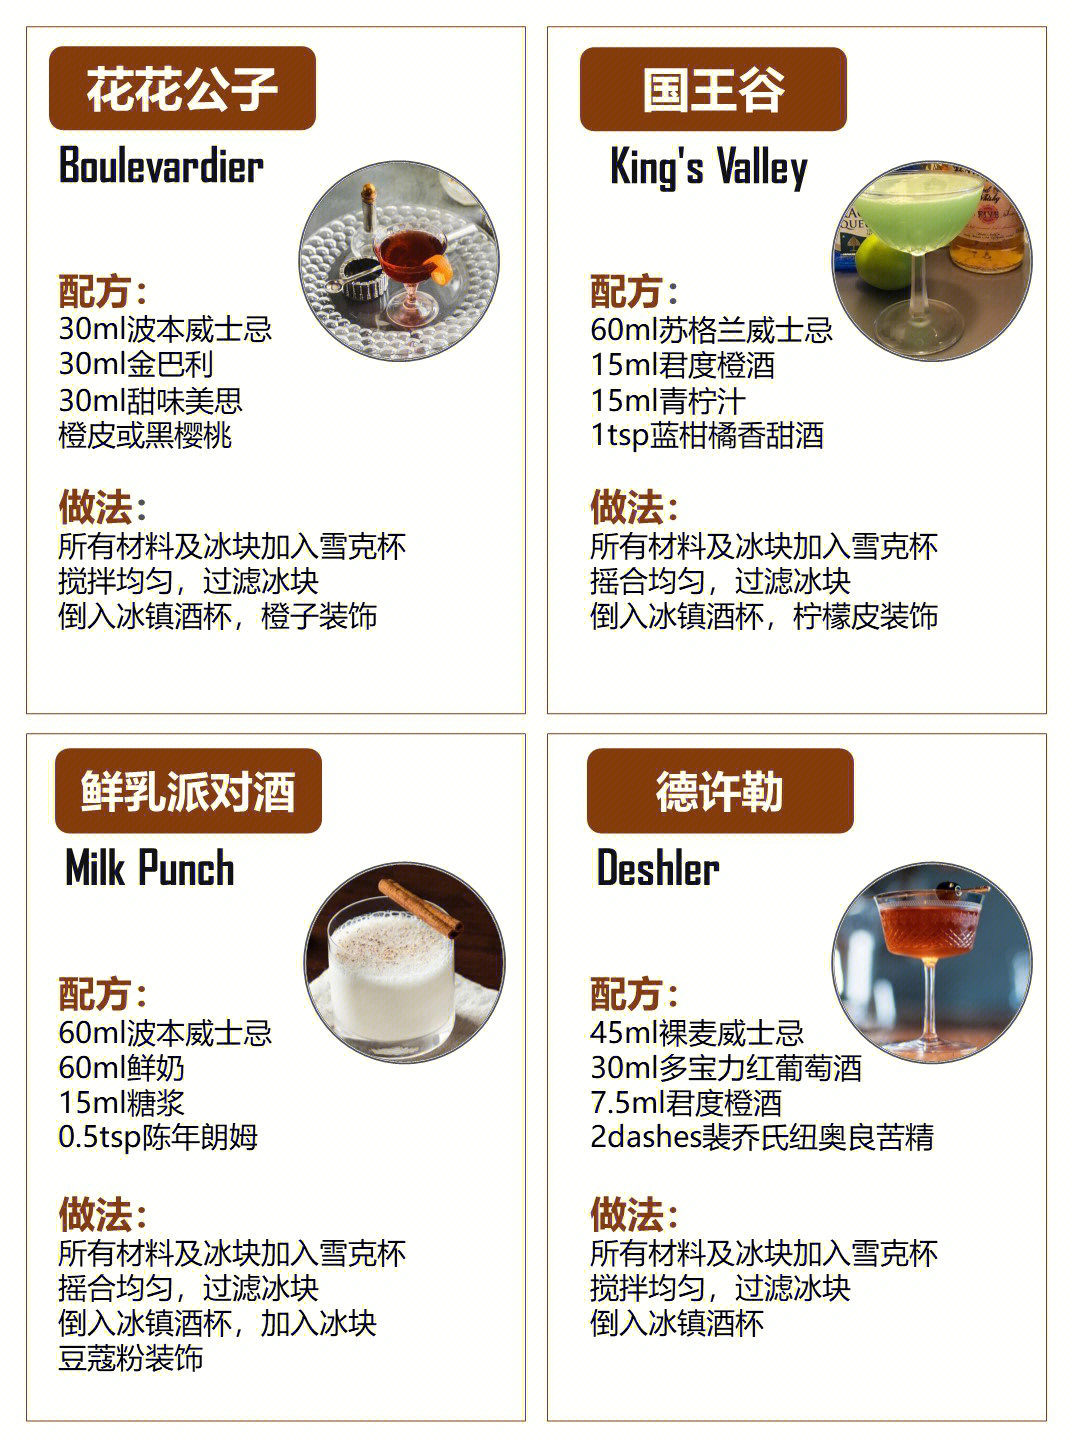 花花公子
Boulevardier
配方：
30ml波本威士忌
30ml金巴利
30ml甜味美思
橙皮或黑樱桃
做法：
所有材料及冰块加入雪克杯
搅拌均匀，过滤冰块
倒入冰镇酒杯，橙子装饰
国王谷
King's Valley
配方：
60ml苏格兰威士忌
15ml君度橙酒
15ml青柠汁
1tsp蓝柑橘香甜酒
做法：
所有材料及冰块加入雪克杯
摇合均匀，过滤冰块
倒入冰镇酒杯，柠檬皮装饰
鲜乳派对酒
Milk Punch
配方：
60ml波本威士忌
60ml鲜奶
15ml糖浆
0.5tsp陈年朗姆
做法：
所有材料及冰块加入雪克杯
摇合均匀，过滤冰块
倒入冰镇酒杯，加入冰块
豆蔻粉装饰
德许勒
Deshler
配方：
45ml裸麦威士忌
30ml多宝力红葡萄酒
7.5ml君度橙酒
2dashes裴乔氏纽奥良苦精
做法：
所有材料及冰块加入雪克杯
搅拌均匀，过滤冰块
倒入冰镇酒杯